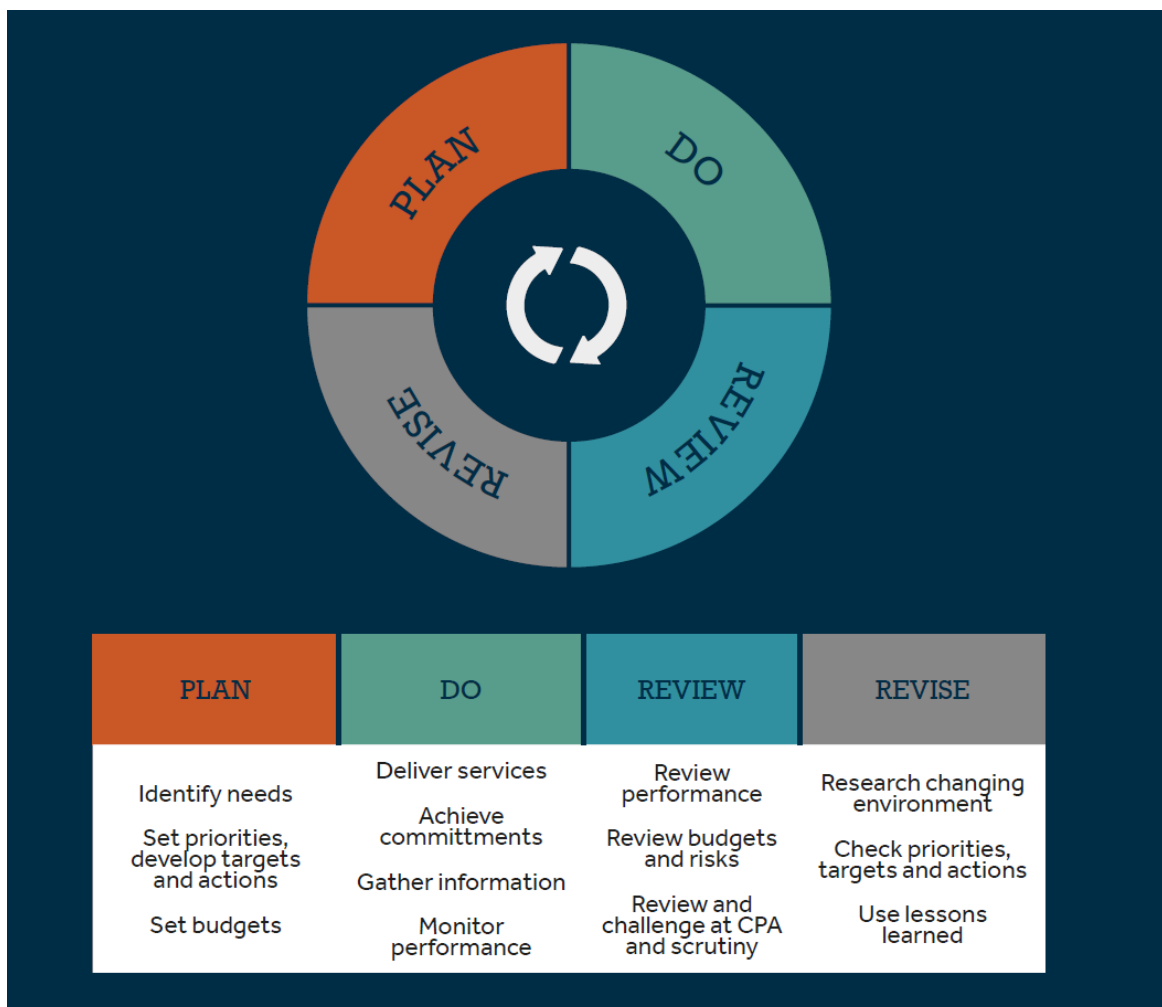 PLAN
DO
REVIEW
REVISE
PLAN
Identify needs
Set priorities,
develop targets
and actions
Set budgets
DO
Deliver services
Achieve
committments
Gather information
Monitor
performance
REVIEW
Review
performance
Review budgets
and risks
Review and
challenge at CPA
and scrutiny
REVISE
Research changing
environment
Check priorities,
targets and actions
Use lessons
learned